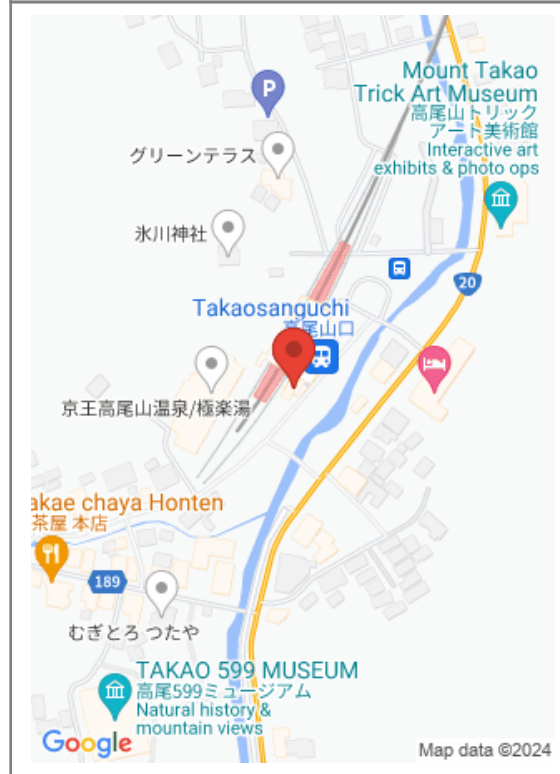 Mount Takao
Trick Art Museum
高尾山トリック
アート美術館
Interactive art
exhibits & photo ops
P
グリーンテラス
氷川神社
20
Takaosanguchi
高尾山口
京王高尾山温泉/極楽湯
akae chaya Honten
茶屋 本店
189
むぎとろ つたや
TAKAO 599 MUSEUM
高尾599ミュージアム
Natural history &
mountain views
Google
Map data ©2024